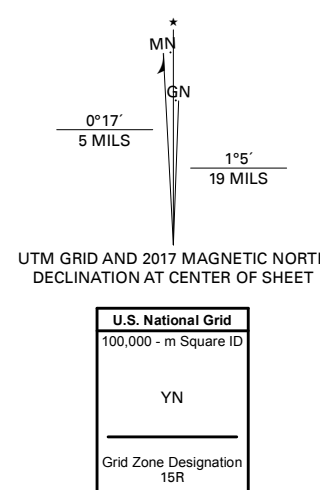 ★
MN
GN
0°17´
5 MILS
1°5´
19 MILS
UTM GRID AND 2017 MAGNETIC NORTH
DECLINATION AT CENTER OF SHEET
U.S. National Grid
100,000 - m Square ID
YN
Grid Zone Designation
15R